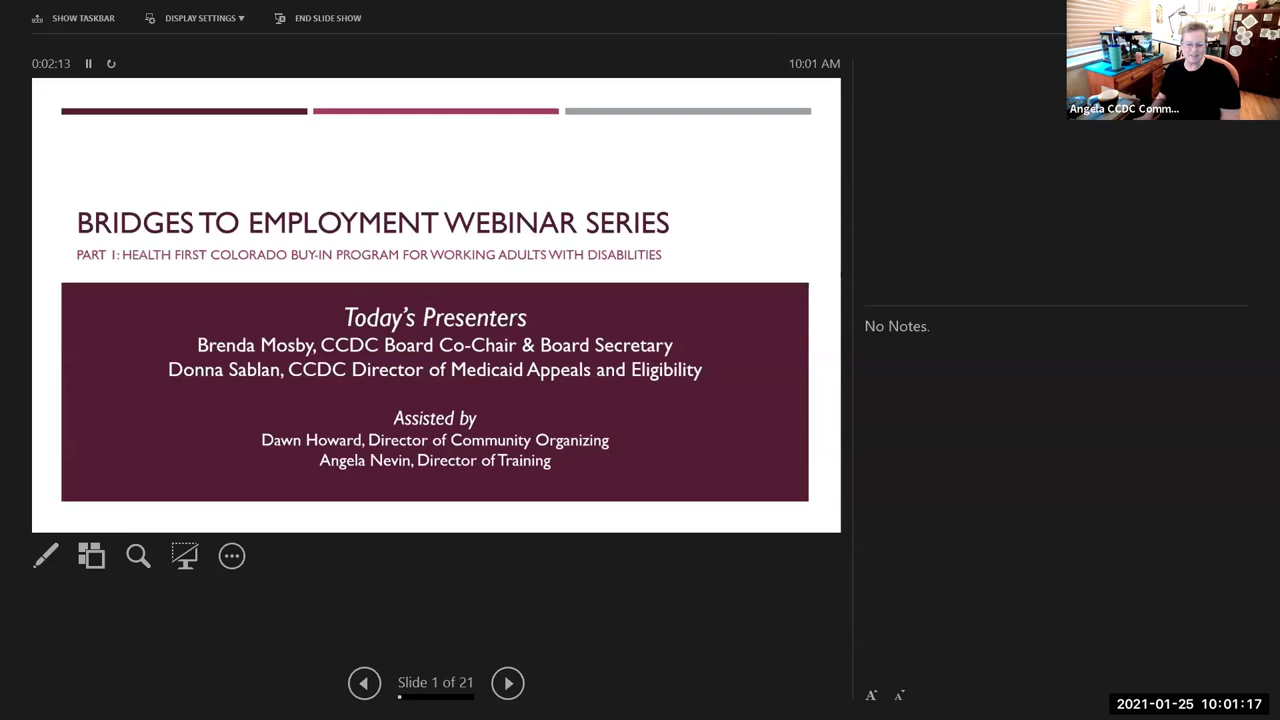 SHOW TASKBAR
DISPLAY SETTINGS ▼
END SLIDE SHOW
0:02:13
10:01 AM
Angela CCDC Comm...
BRIDGES TO EMPLOYMENT WEBINAR SERIES
PART 1: HEALTH FIRST COLORADO BUY-IN PROGRAM FOR WORKING ADULTS WITH DISABILITIES
Today's Presenters
Brenda Mosby, CCDC Board Co-Chair & Board Secretary
Donna Sablan, CCDC Director of Medicaid Appeals and Eligibility
Assisted by
Dawn Howard, Director of Community Organizing
Angela Nevin, Director of Training
No Notes.
Slide 1 of 21
A A
2021-01-25 10:01:17